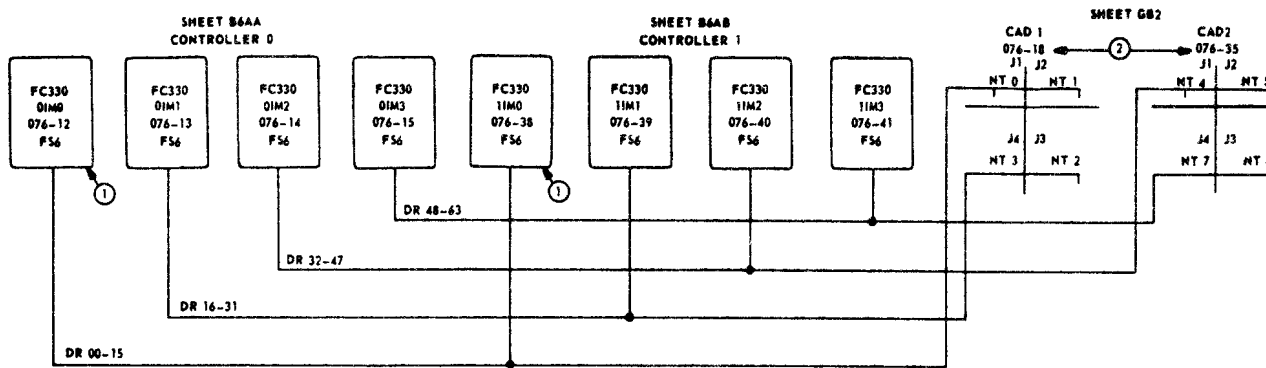 SHEET B6AA
CONTROLLER 0
SHEET B6AB
CONTROLLER 1
SHEET GB2
CAD 1
076-18
2
CAD2
076-35
FC330
0IM0
076-12
FS6
FC330
0IM1
076-13
FS6
FC330
0IM2
076-14
FS6
FC330
0IM3
076-15
FS6
FC330
1IM0
076-38
FS6
FC330
1IM1
076-39
FS6
FC330
1IM2
076-40
FS6
FC330
1IM3
076-41
FS6
J1 J2
NT 0 NT 1
J4 J3
NT 3 NT 2
J1 J2
NT 4 NT
J4 J3
NT 7 NT
1
1
DR 48-63
DR 32-47
DR 16-31
DR 00-15